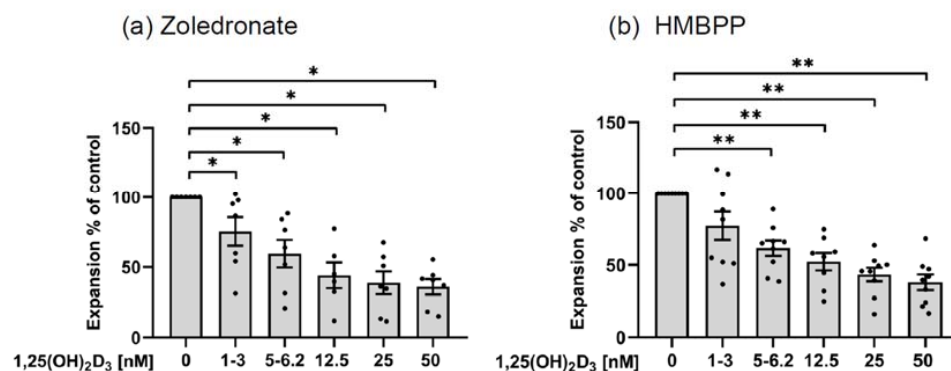 (a) Zoledronate
*
*
*
*
*
Expansion % of control
150
100
50
0
1,25(OH)₂D₃ [nM] 0 1-3 5-6.2 12.5 25 50
(b) HMBPP
**
**
**
**
Expansion % of control
150
100
50
0
1,25(OH)₂D₃ [nM] 0 1-3 5-6.2 12.5 25 50